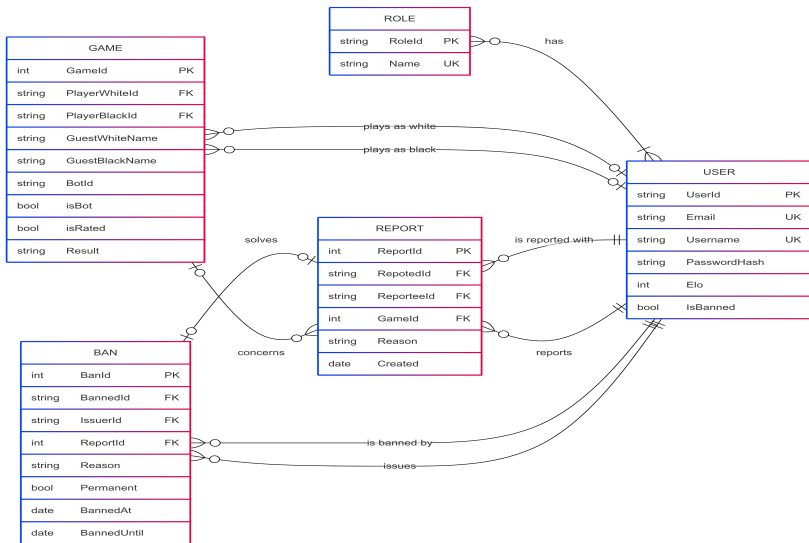 ROLE
string RoleId PK
string Name UK
has
GAME
int GameId PK
string PlayerWhiteId FK
string PlayerBlackId FK
string GuestWhiteName
string GuestBlackName
string BotId
bool isBot
bool isRated
string Result
plays as white
plays as black
USER
string UserId PK
string Email UK
string Username UK
string PasswordHash
int Elo
bool IsBanned
solves
concerns
REPORT
int ReportId PK
string RepotedId FK
string ReporteeId FK
int GameId FK
string Reason
date Created
is reported with
reports
BAN
int BanId PK
string BannedId FK
string IssuerId FK
int ReportId FK
string Reason
bool Permanent
date BannedAt
date BannedUntil
is banned by
issues